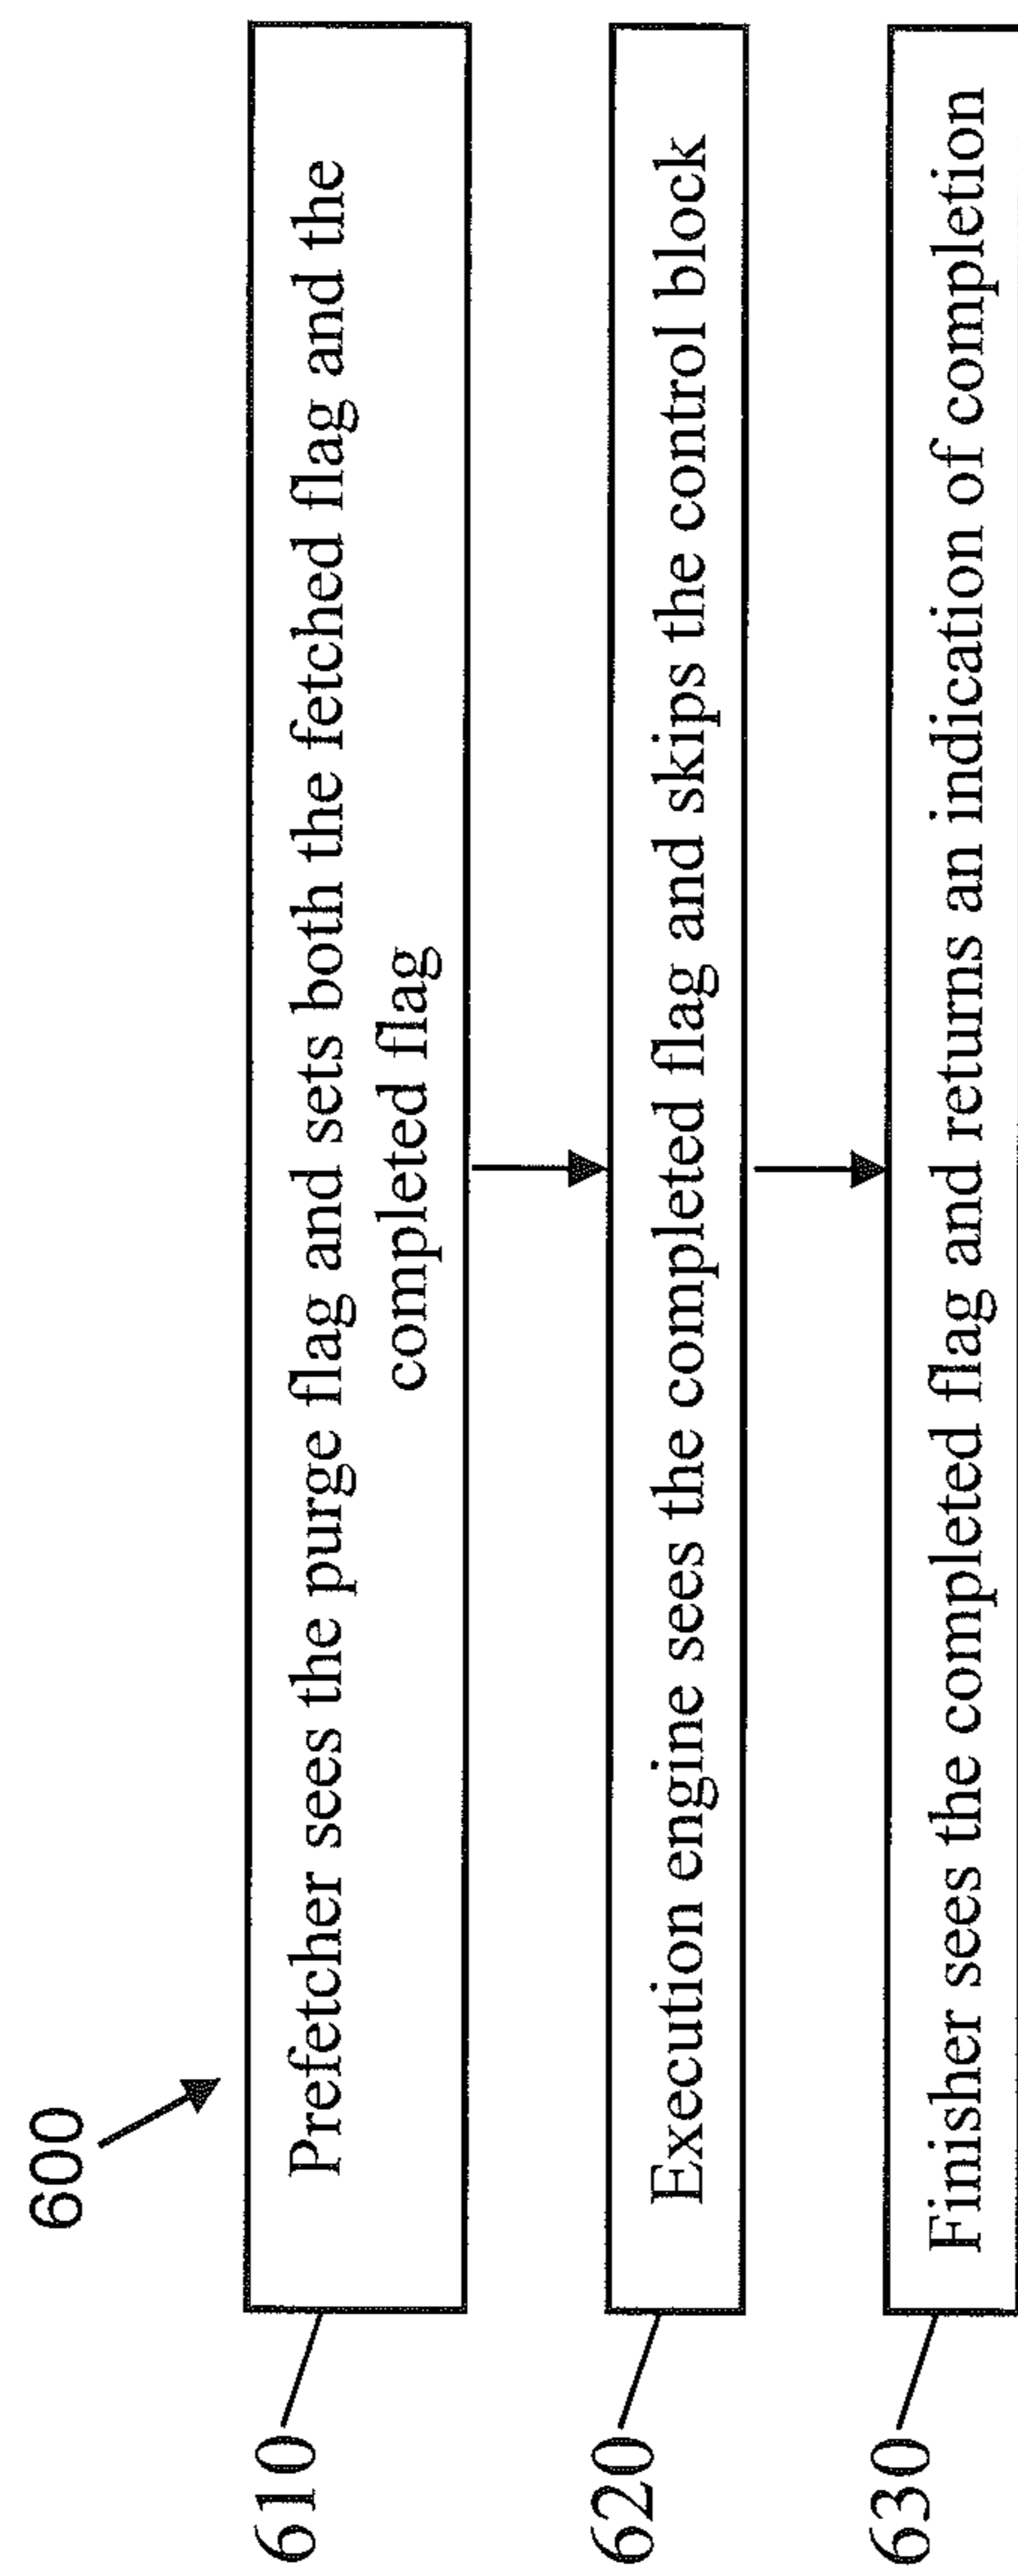 600
610
Prefetcher sees the purge flag and sets both the fetched flag and the
completed flag
620
Execution engine sees the completed flag and skips the control block
630
Finisher sees the completed flag and returns an indication of completion